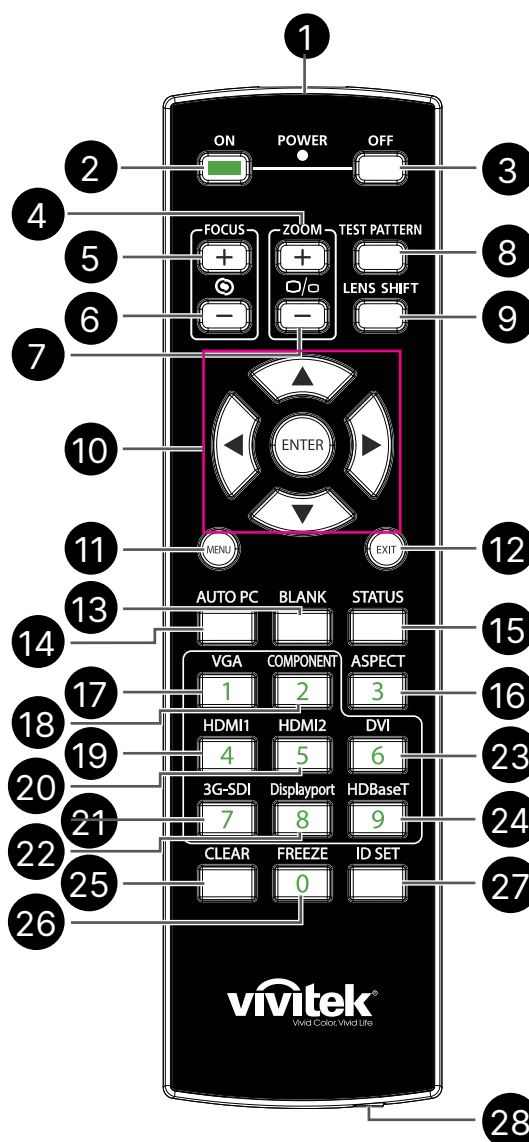 1
ON POWER OFF
2
3
4
FOCUS ZOOM TEST PATTERN
5
+ +
8
6
LENS SHIFT
− −
9
7
10
ENTER
11
MENU
EXIT
12
13
AUTO PC BLANK STATUS
14
15
VGA COMPONENT ASPECT
17
1 2 3
16
18
HDMI1 HDMI2 DVI
19
4 5 6
23
20
3G-SDI Displayport HDBaseT
21
7 8 9
24
22
CLEAR FREEZE ID SET
25
0
27
26
vivitek®
Vivid Color, Vivid Life
28